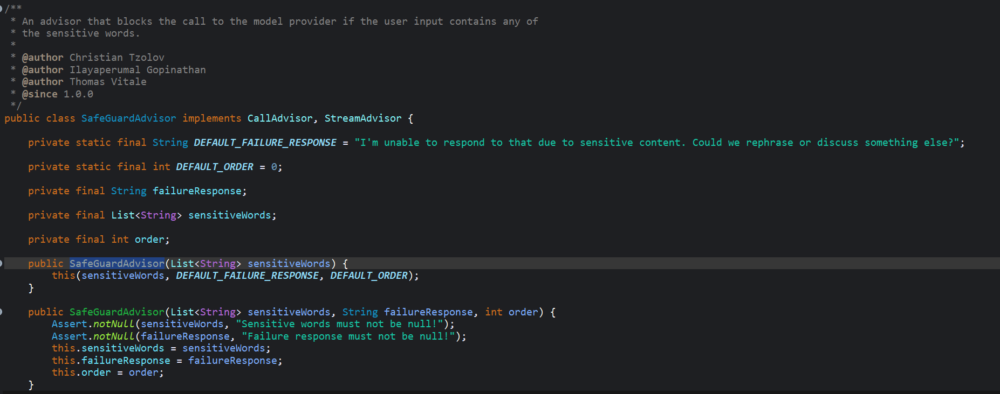 /**
 * An advisor that blocks the call to the model provider if the user input contains any of
 * the sensitive words.
 *
 * @author Christian Tzolov
 * @author Ilayaperumal Gopinathan
 * @author Thomas Vitale
 * @since 1.0.0
 */
public class SafeGuardAdvisor implements CallAdvisor, StreamAdvisor {
    private static final String DEFAULT_FAILURE_RESPONSE = "I'm unable to respond to that due to sensitive content. Could we rephrase or discuss something else?";
    private static final int DEFAULT_ORDER = 0;
    private final String failureResponse;
    private final List<String> sensitiveWords;
    private final int order;
    public SafeGuardAdvisor(List<String> sensitiveWords) {
        this(sensitiveWords, DEFAULT_FAILURE_RESPONSE, DEFAULT_ORDER);
    }
    public SafeGuardAdvisor(List<String> sensitiveWords, String failureResponse, int order) {
        Assert.notNull(sensitiveWords, "Sensitive words must not be null!");
        Assert.notNull(failureResponse, "Failure response must not be null!");
        this.sensitiveWords = sensitiveWords;
        this.failureResponse = failureResponse;
        this.order = order;
    }